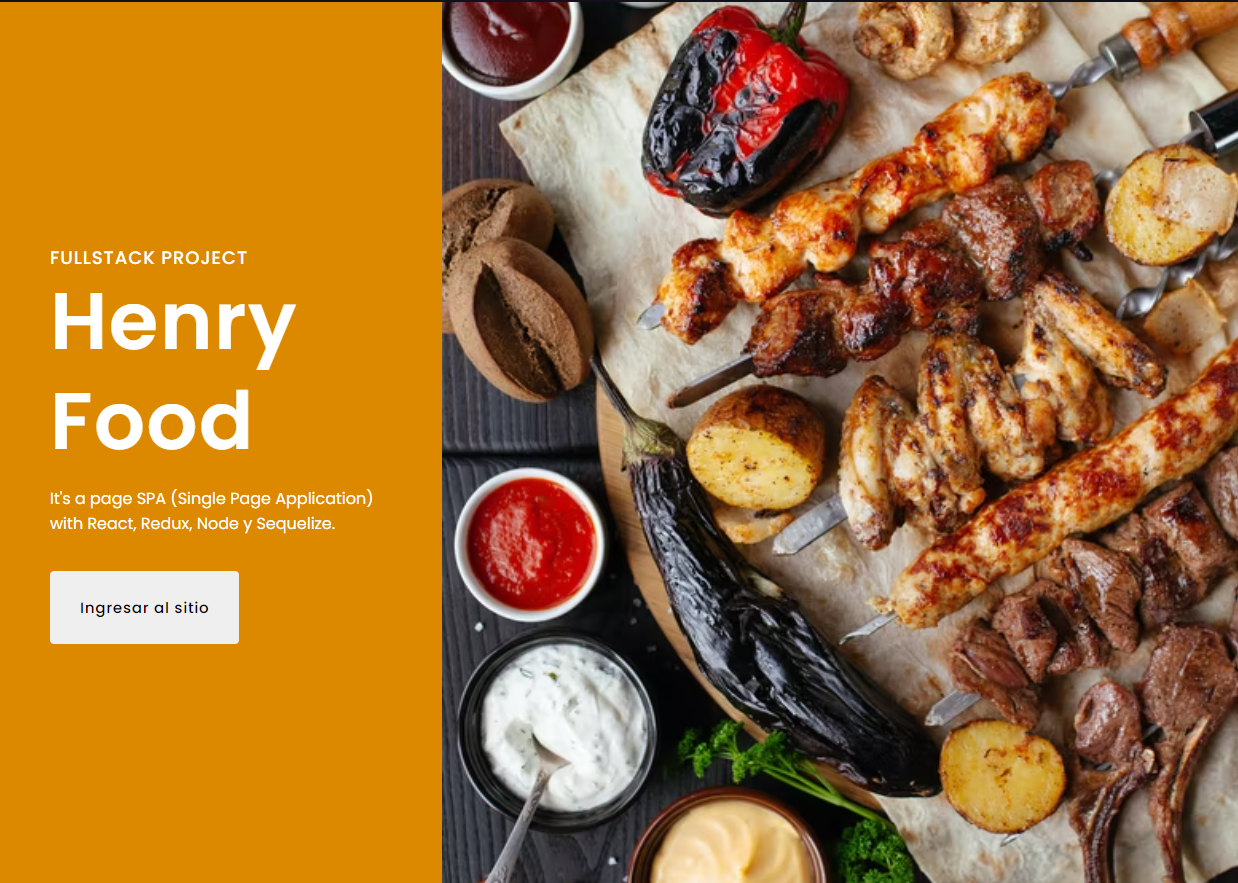 FULLSTACK PROJECT
Henry
Food
It's a page SPA (Single Page Application)
with React, Redux, Node y Sequelize.
Ingresar al sitio